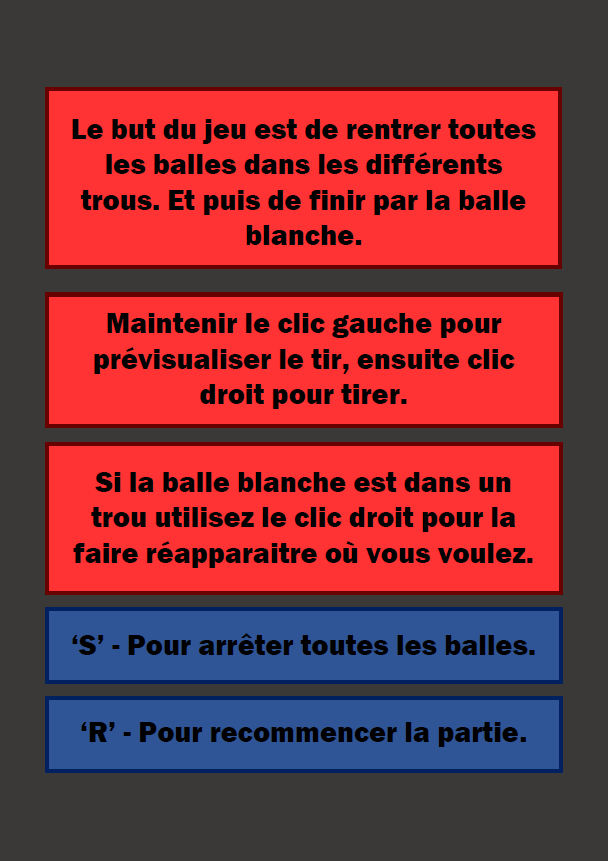 Le but du jeu est de rentrer toutes
les balles dans les différents
trous. Et puis de finir par la balle
blanche.
Maintenir le clic gauche pour
prévisualiser le tir, ensuite clic
droit pour tirer.
Si la balle blanche est dans un
trou utilisez le clic droit pour la
faire réapparaitre où vous voulez.
‘S’ - Pour arrêter toutes les balles.
‘R’ - Pour recommencer la partie.